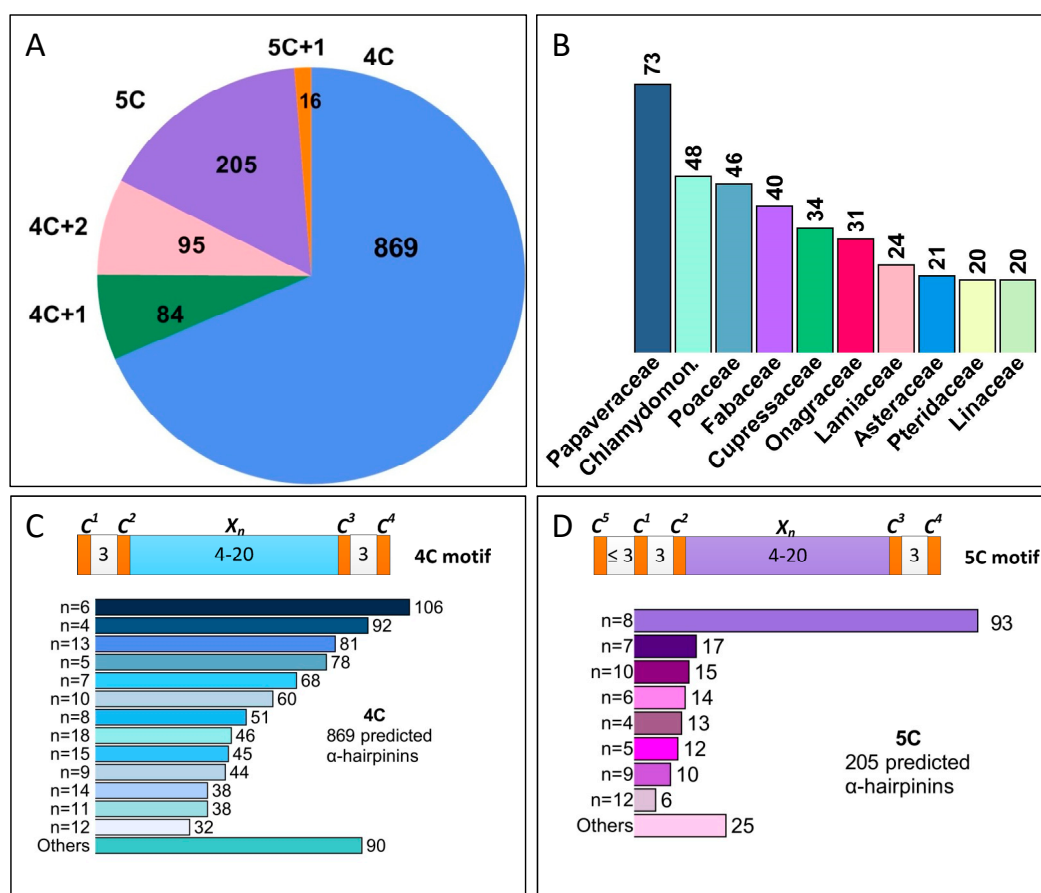 A
5C+1
4C
16
5C
205
4C+2
95
869
4C+1
84
B
73
48
46
40
34
31
24
21
20
20
Papaveraceae
Chlamydomon.
Poaceae
Fabaceae
Cupressaceae
Onagraceae
Lamiaceae
Asteraceae
Pteridaceae
Linaceae
C
C¹ C² Xₙ C³ C⁴
3 4-20 3 4C motif
n=6 106
n=4 92
n=13 81
n=5 78
n=7 68
n=10 60
n=8 51
n=18 46
n=15 45
n=9 44
n=14 38
n=11 38
n=12 32
Others 90
4C
869 predicted
α-hairpinins
D
C⁵ C¹ C² Xₙ C³ C⁴
≤ 3 3 4-20 3 5C motif
n=8 93
n=7 17
n=10 15
n=6 14
n=4 13
n=5 12
n=9 10
n=12 6
Others 25
5C
205 predicted
α-hairpinins